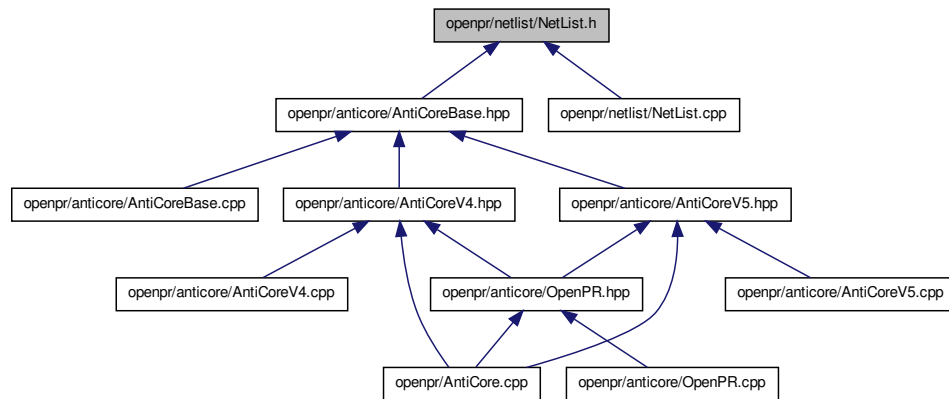 openpr/netlist/NetList.h
openpr/anticore/AntiCoreBase.hpp
openpr/netlist/NetList.cpp
openpr/anticore/AntiCoreBase.cpp
openpr/anticore/AntiCoreV4.hpp
openpr/anticore/AntiCoreV5.hpp
openpr/anticore/AntiCoreV4.cpp
openpr/anticore/OpenPR.hpp
openpr/anticore/AntiCoreV5.cpp
openpr/AntiCore.cpp
openpr/anticore/OpenPR.cpp